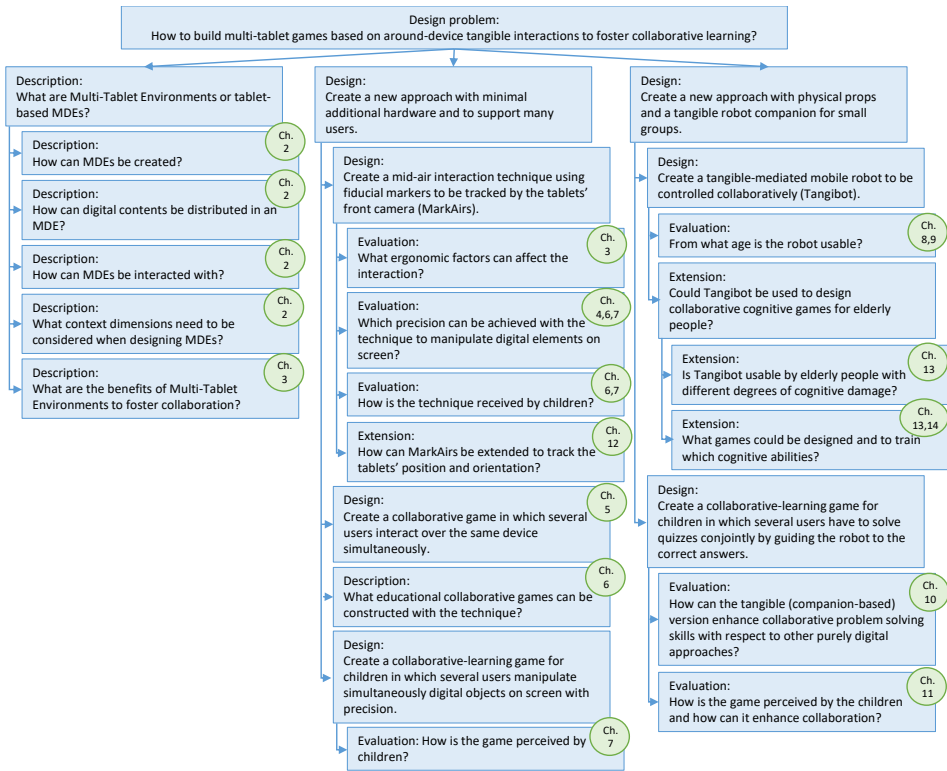 Design problem:
How to build multi-tablet games based on around-device tangible interactions to foster collaborative learning?
Description:
What are Multi-Tablet Environments or tablet-
based MDEs?
Ch.
2
Description:
How can MDEs be created?
Ch.
2
Description:
How can digital contents be distributed in an
MDE?
Ch.
2
Description:
How can MDEs be interacted with?
Ch.
2
Description:
What context dimensions need to be
considered when designing MDEs?
Ch.
3
Description:
What are the benefits of Multi-Tablet
Environments to foster collaboration?
Design:
Create a new approach with minimal
additional hardware and to support many
users.
Design:
Create a mid-air interaction technique using
fiducial markers to be tracked by the tablets’
front camera (MarkAirs).
Ch.
3
Evaluation:
What ergonomic factors can affect the
interaction?
Ch.
4,6,7
Evaluation:
Which precision can be achieved with the
technique to manipulate digital elements on
screen?
Ch.
6,7
Evaluation:
How is the technique received by children?
Ch.
12
Extension:
How can MarkAirs be extended to track the
tablets’ position and orientation?
Ch.
5
Design:
Create a collaborative game in which several
users interact over the same device
simultaneously.
Ch.
6
Description:
What educational collaborative games can be
constructed with the technique?
Design:
Create a collaborative-learning game for
children in which several users manipulate
simultaneously digital objects on screen with
precision.
Ch.
7
Evaluation: How is the game perceived by
children?
Design:
Create a new approach with physical props
and a tangible robot companion for small
groups.
Design:
Create a tangible-mediated mobile robot to be
controlled collaboratively (Tangibot).
Ch.
8,9
Evaluation:
From what age is the robot usable?
Extension:
Could Tangibot be used to design
collaborative cognitive games for elderly
people?
Ch.
13
Extension:
Is Tangibot usable by elderly people with
different degrees of cognitive damage?
Ch.
13,14
Extension:
What games could be designed and to train
which cognitive abilities?
Design:
Create a collaborative-learning game for
children in which several users have to solve
quizzes conjointly by guiding the robot to the
correct answers.
Ch.
10
Evaluation:
How can the tangible (companion-based)
version enhance collaborative problem solving
skills with respect to other purely digital
approaches?
Ch.
11
Evaluation:
How is the game perceived by the children
and how can it enhance collaboration?